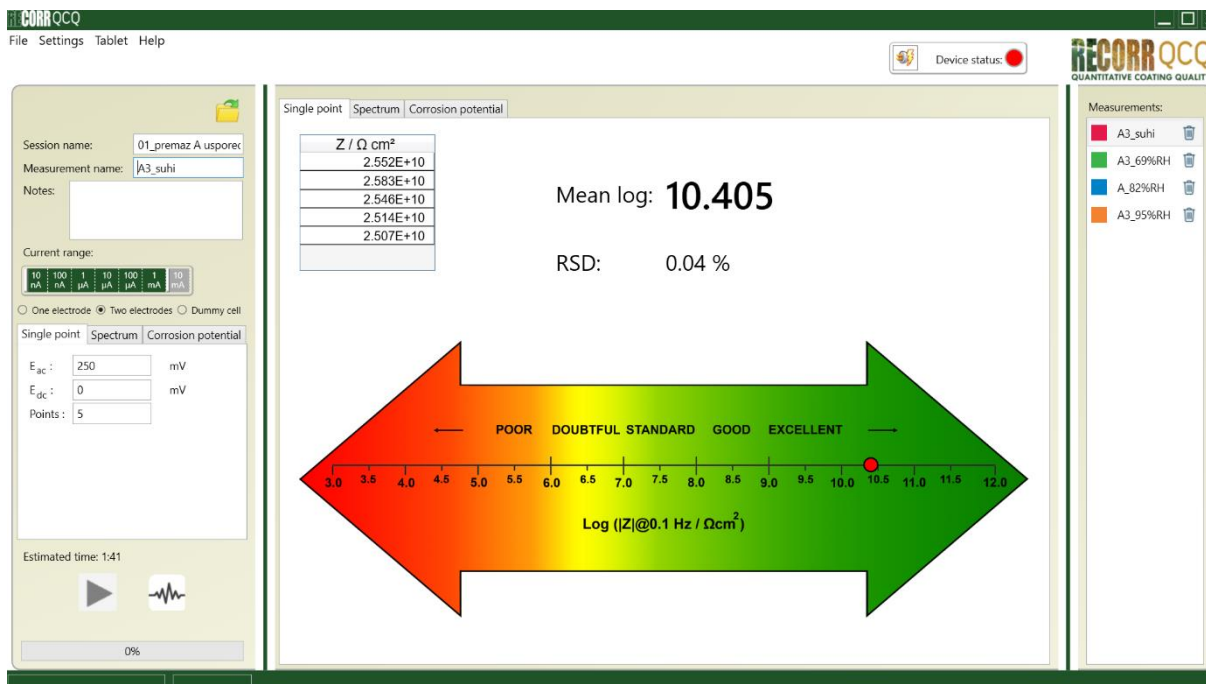 RECORR QCQ
File Settings Tablet Help
Device status:
RECORR QCQ
QUANTITATIVE COATING QUALIT
Session name: 01_premaz A usporec
Measurement name: A3_suhi
Notes:
Current range:
10 nA 100 nA 1 µA 10 µA 100 µA 1 mA 10 mA
One electrode Two electrodes Dummy cell
Single point Spectrum Corrosion potential
E ac : 250 mV
E dc : 0 mV
Points : 5
Estimated time: 1:41
0%
Single point Spectrum Corrosion potential
Z / Ω cm²
2.552E+10
2.583E+10
2.546E+10
2.514E+10
2.507E+10
Mean log: 10.405
RSD: 0.04 %
← POOR DOUBTFUL STANDARD GOOD EXCELLENT →
3.0 3.5 4.0 4.5 5.0 5.5 6.0 6.5 7.0 7.5 8.0 8.5 9.0 9.5 10.0 10.5 11.0 11.5 12.0
Log (|Z|@0.1 Hz / Ωcm²)
Measurements:
A3_suhi
A3_69%RH
A_82%RH
A3_95%RH